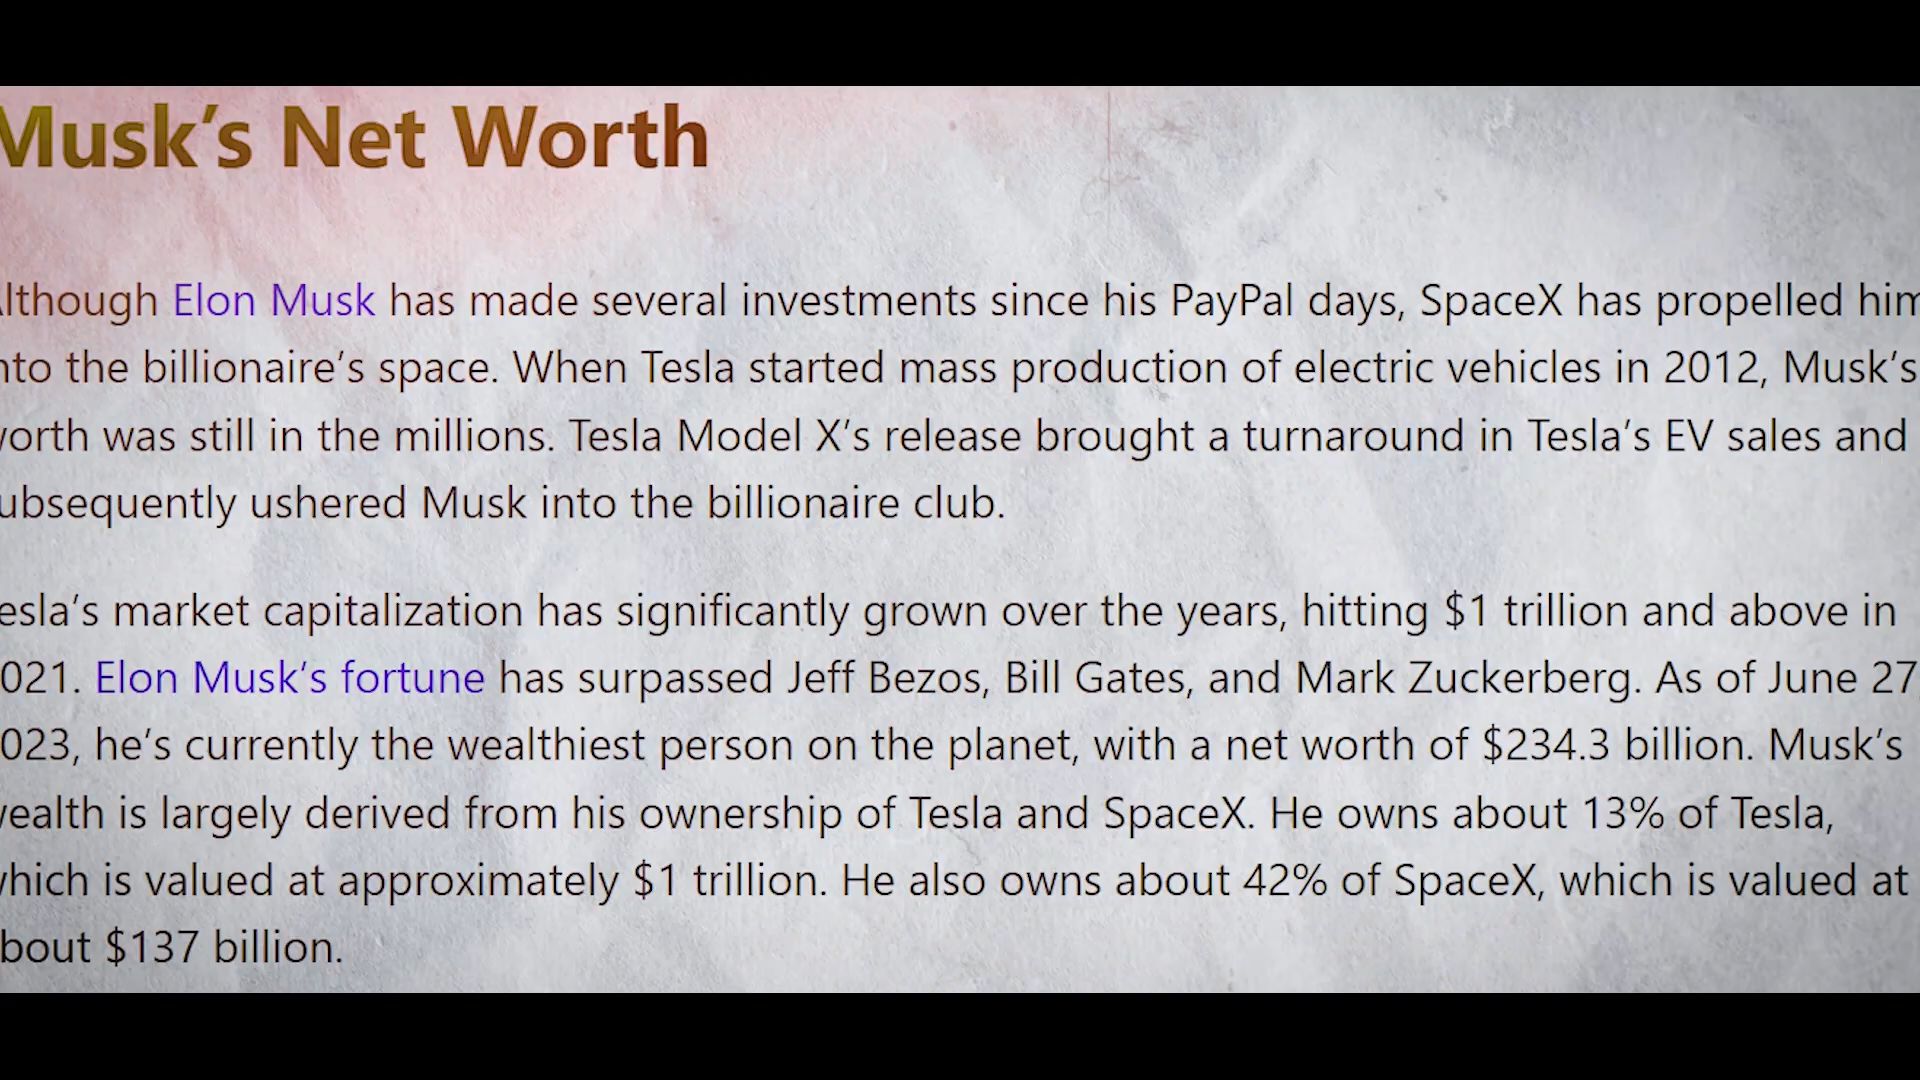 Musk’s Net Worth
lthough Elon Musk has made several investments since his PayPal days, SpaceX has propelled him
nto the billionaire’s space. When Tesla started mass production of electric vehicles in 2012, Musk’s
orth was still in the millions. Tesla Model X’s release brought a turnaround in Tesla’s EV sales and
ubsequently ushered Musk into the billionaire club.
esla’s market capitalization has significantly grown over the years, hitting $1 trillion and above in
021. Elon Musk’s fortune has surpassed Jeff Bezos, Bill Gates, and Mark Zuckerberg. As of June 27
023, he’s currently the wealthiest person on the planet, with a net worth of $234.3 billion. Musk’s
ealth is largely derived from his ownership of Tesla and SpaceX. He owns about 13% of Tesla,
hich is valued at approximately $1 trillion. He also owns about 42% of SpaceX, which is valued at
bout $137 billion.